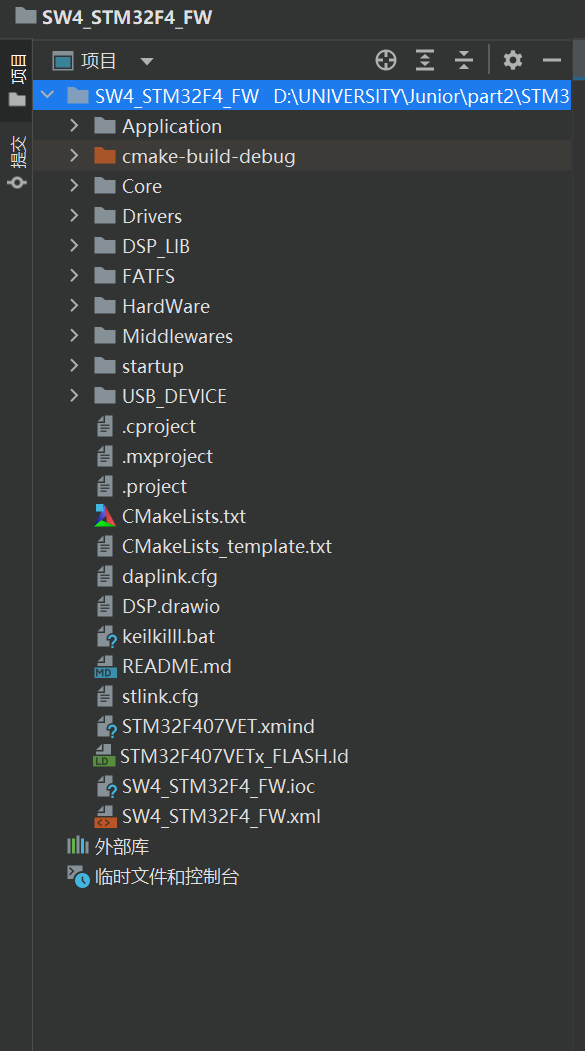 SW4_STM32F4_FW
项目
提交
项目
SW4_STM32F4_FW D:\UNIVERSITY\Junior\part2\STM3
Application
cmake-build-debug
Core
Drivers
DSP_LIB
FATFS
HardWare
Middlewares
startup
USB_DEVICE
.cproject
.mxproject
.project
CMakeLists.txt
CMakeLists_template.txt
daplink.cfg
DSP.drawio
keilkilll.bat
MD README.md
stlink.cfg
STM32F407VET.xmind
LD STM32F407VETx_FLASH.ld
SW4_STM32F4_FW.ioc
SW4_STM32F4_FW.xml
外部库
临时文件和控制台